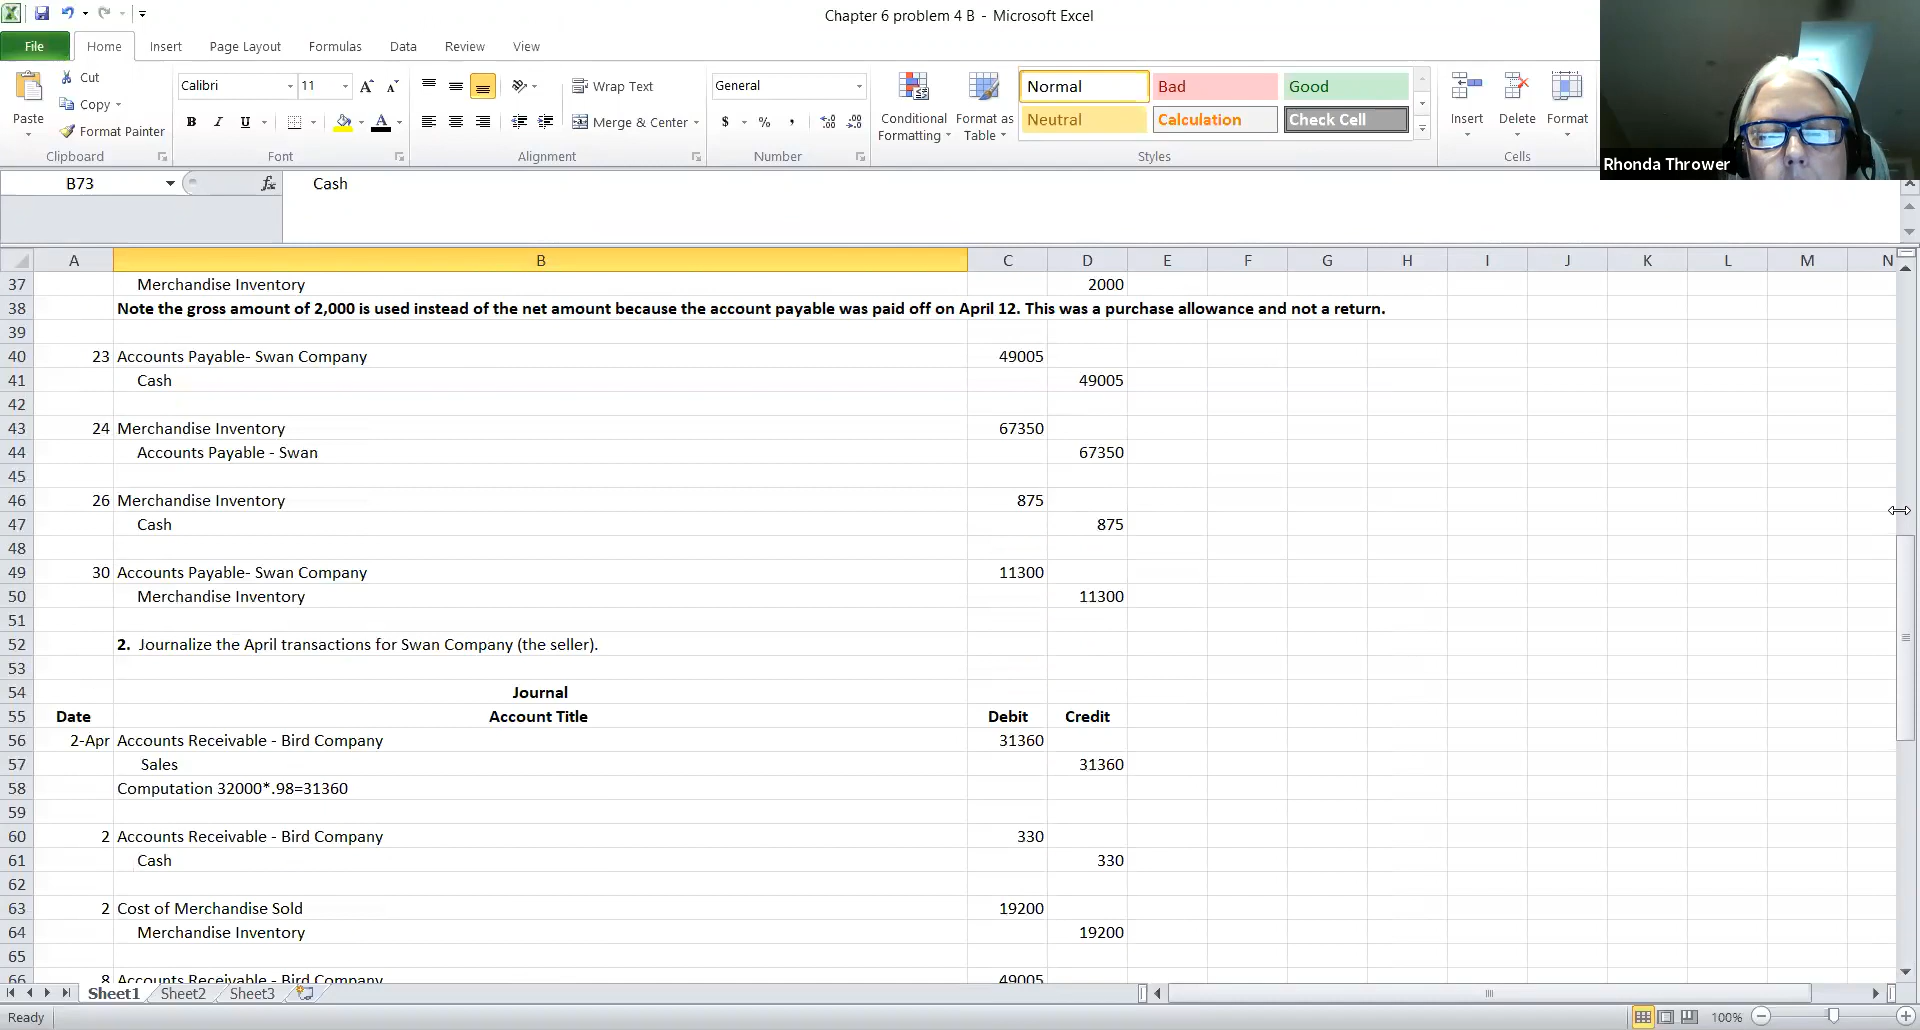 Chapter 6 problem 4 B - Microsoft Excel
File Home Insert Page Layout Formulas Data Review View
Paste Cut Copy Format Painter
Calibri 11
B I U
Wrap Text
Merge & Center
General
$ % ,
Conditional Formatting
Format as Table
Normal Bad Good
Neutral Calculation Check Cell
Insert Delete Format
Clipboard Font Alignment Number Styles Cells
Rhonda Thrower
B73 fx Cash
A B C D E F G H I J K L M N
37 Merchandise Inventory 2000
38 Note the gross amount of 2,000 is used instead of the net amount because the account payable was paid off on April 12. This was a purchase allowance and not a return.
39
40 23 Accounts Payable- Swan Company 49005
41 Cash 49005
42
43 24 Merchandise Inventory 67350
44 Accounts Payable - Swan 67350
45
46 26 Merchandise Inventory 875
47 Cash 875
48
49 30 Accounts Payable- Swan Company 11300
50 Merchandise Inventory 11300
51
52 2. Journalize the April transactions for Swan Company (the seller).
53
54 Journal
55 Date Account Title Debit Credit
56 2-Apr Accounts Receivable - Bird Company 31360
57 Sales 31360
58 Computation 32000*.98=31360
59
60 2 Accounts Receivable - Bird Company 330
61 Cash 330
62
63 2 Cost of Merchandise Sold 19200
64 Merchandise Inventory 19200
65
66 8 Accounts Receivable - Bird Company 49005
Sheet1 Sheet2 Sheet3
Ready 100%